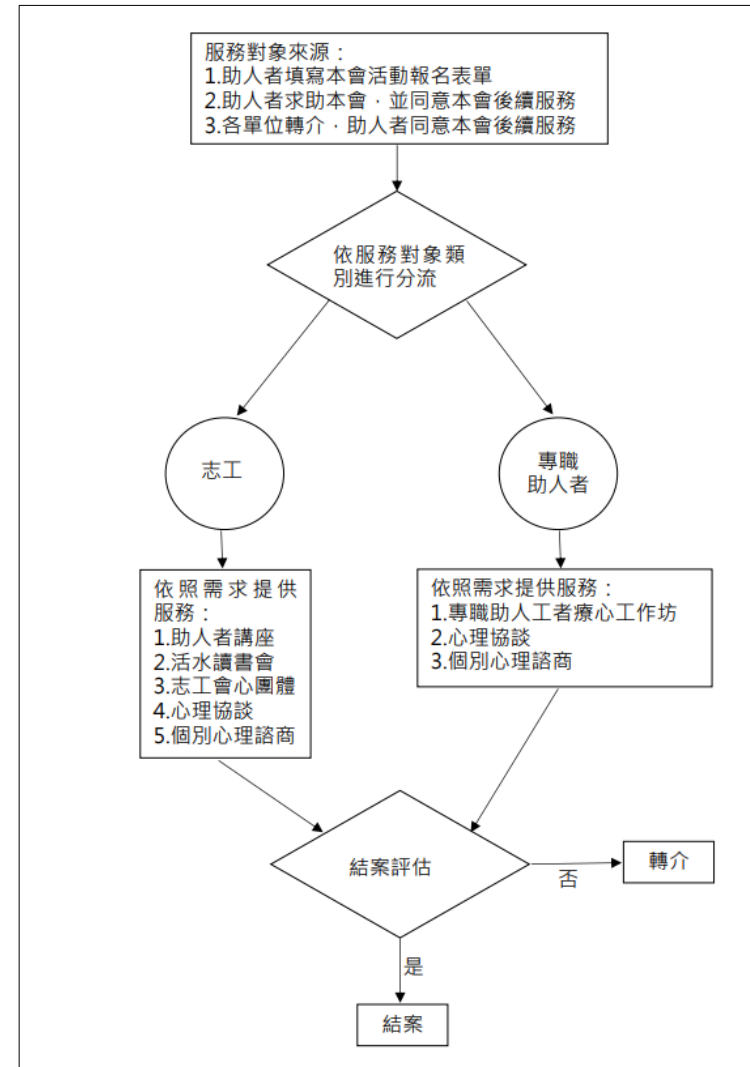 服務對象來源：
1.助人者填寫本會活動報名表單
2.助人者求助本會，並同意本會後續服務
3.各單位轉介，助人者同意本會後續服務
依服務對象類
別進行分流
志工
專職
助人者
依照需求提供
服務：
1.助人者講座
2.活水讀書會
3.志工會心團體
4.心理協談
5.個別心理諮商
依照需求提供服務：
1.專職助人工者療心工作坊
2.心理協談
3.個別心理諮商
結案評估
否
轉介
是
結案